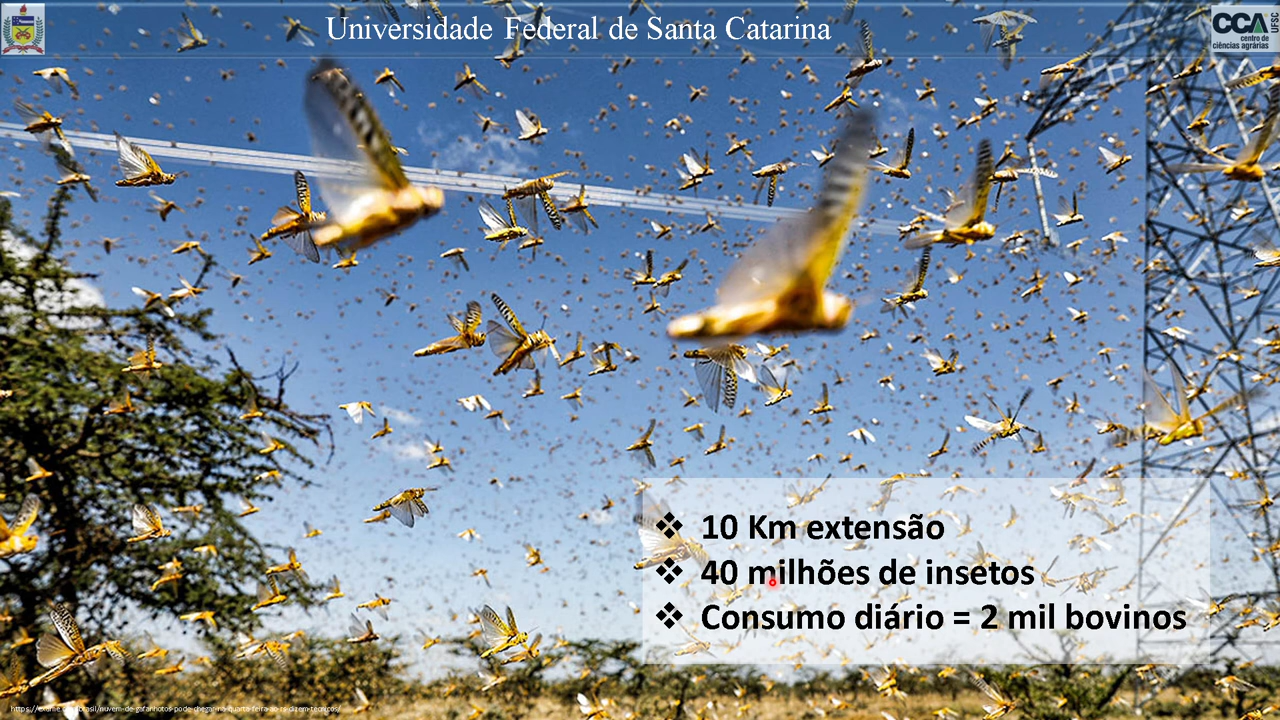 Universidade Federal de Santa Catarina
CCA
centro de
ciências agrárias
UFSC
❖ 10 Km extensão
❖ 40 milhões de insetos
❖ Consumo diário = 2 mil bovinos